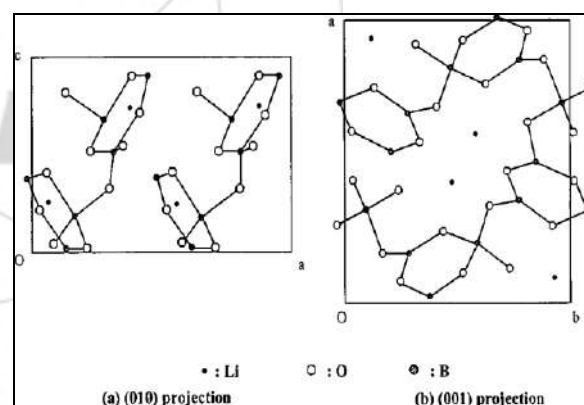 c
a
O
a
O
b
: Li
: O
: B
(a) (010) projection
(b) (001) projection